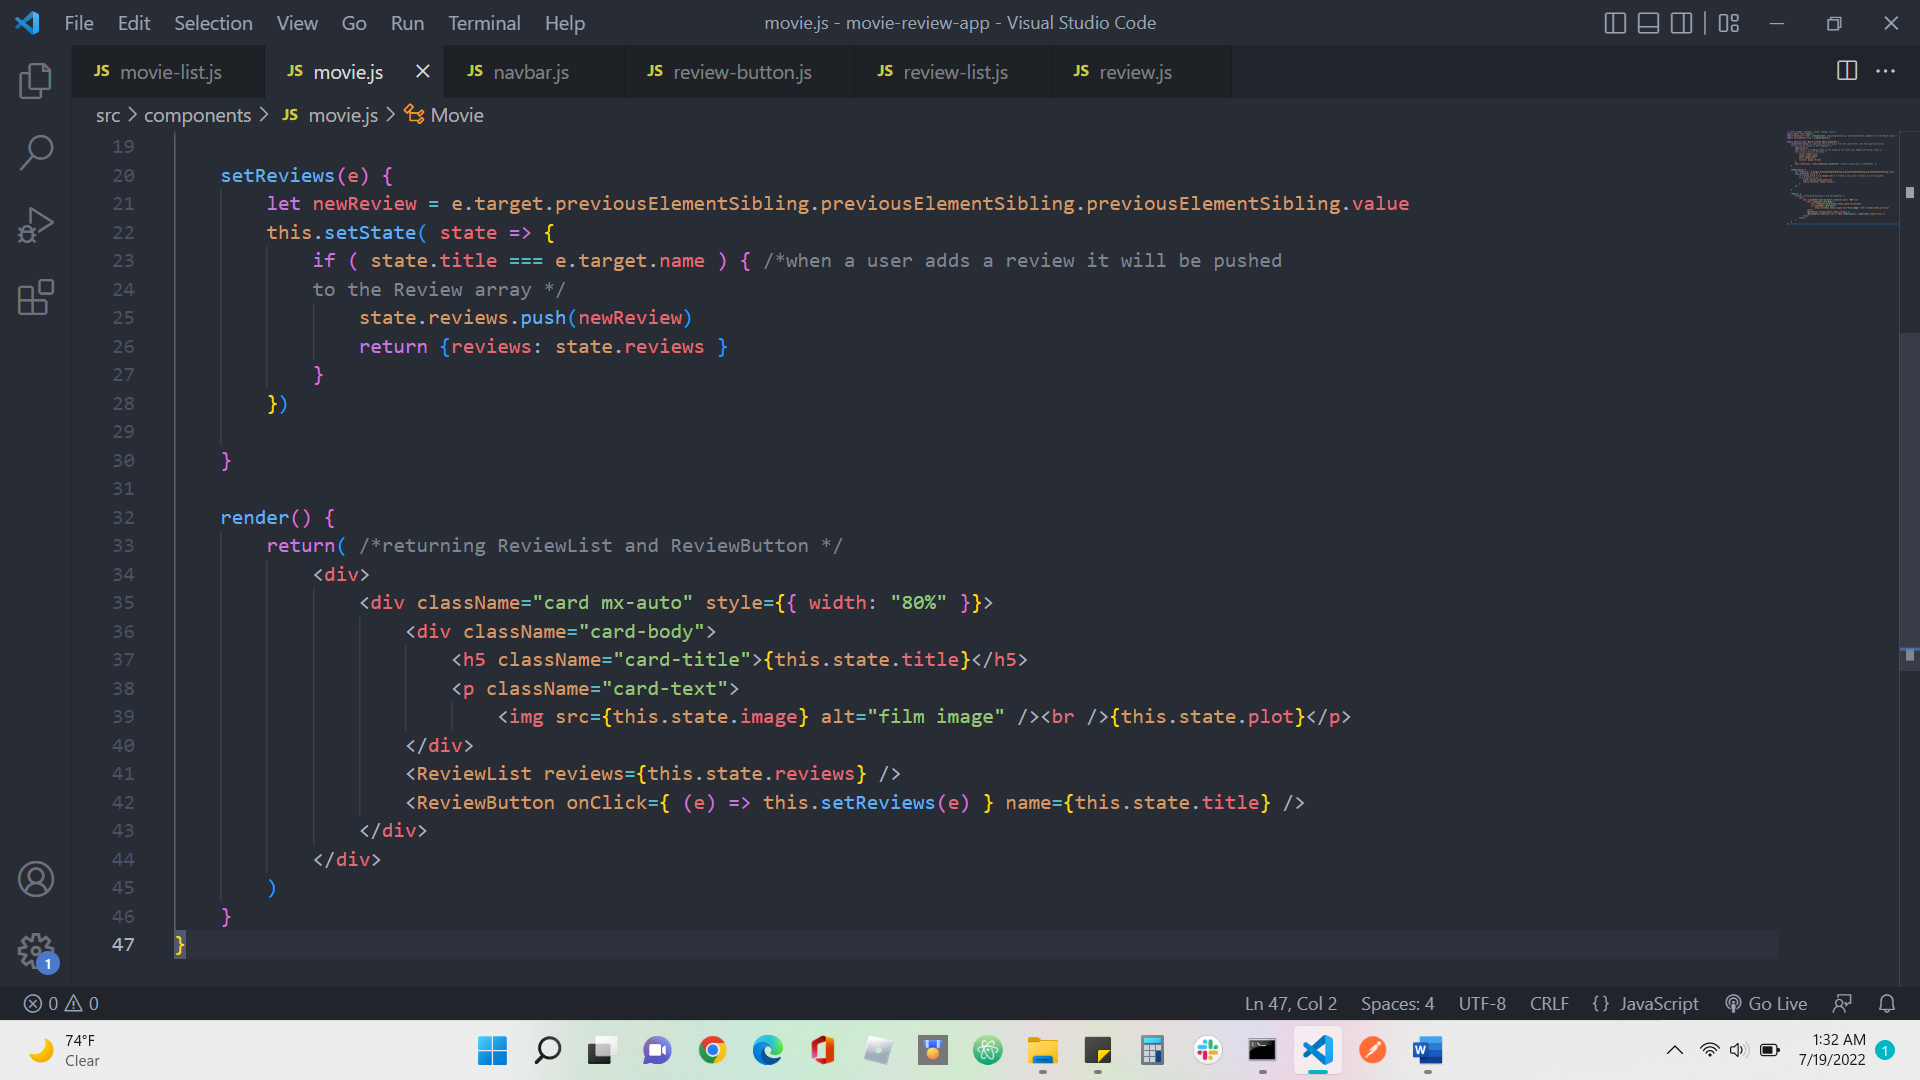 File Edit Selection View Go Run Terminal Help movie.js - movie-review-app - Visual Studio Code
JS movie-list.js JS movie.js JS navbar.js JS review-button.js JS review-list.js JS review.js
src > components > JS movie.js > Movie
19
20 setReviews(e) {
21 let newReview = e.target.previousElementSibling.previousElementSibling.previousElementSibling.value
22 this.setState( state => {
23 if ( state.title === e.target.name ) { /*when a user adds a review it will be pushed
24 to the Review array */
25 state.reviews.push(newReview)
26 return {reviews: state.reviews }
27 }
28 })
29
30 }
31
32 render() {
33 return( /*returning ReviewList and ReviewButton */
34 <div>
35 <div className="card mx-auto" style={{ width: "80%" }}>
36 <div className="card-body">
37 <h5 className="card-title">{this.state.title}</h5>
38 <p className="card-text">
39 <img src={this.state.image} alt="film image" /><br />{this.state.plot}</p>
40 </div>
41 <ReviewList reviews={this.state.reviews} />
42 <ReviewButton onClick={ (e) => this.setReviews(e) } name={this.state.title} />
43 </div>
44 </div>
45 )
46 }
47 }
1
0 0 Ln 47, Col 2 Spaces: 4 UTF-8 CRLF {} JavaScript Go Live
74°F
Clear
W
1:32 AM
7/19/2022
1